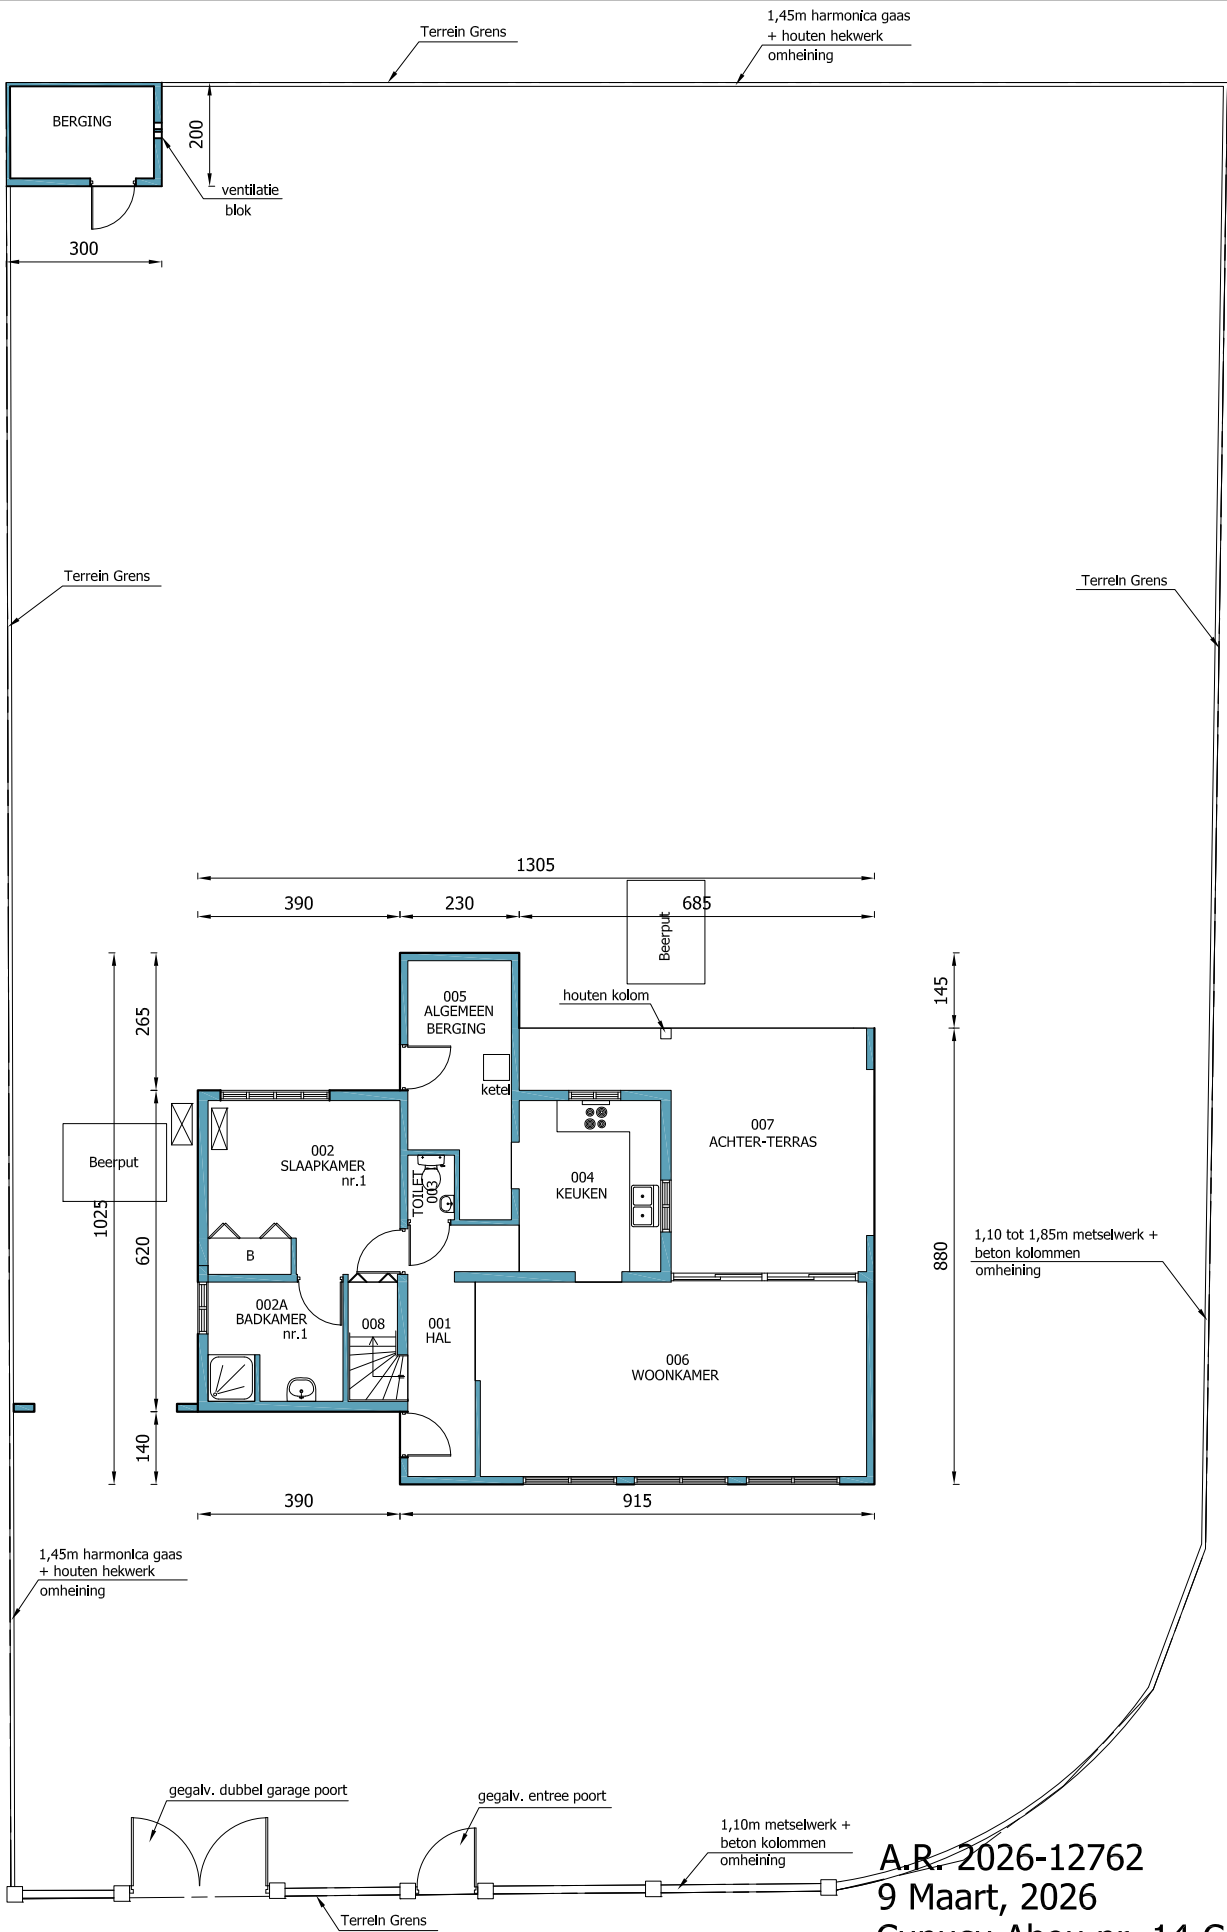 Terrein Grens
1,45m harmonica gaas
+ houten hekwerk
omheining
BERGING
200
ventilatie
blok
300
Terrein Grens
Terrein Grens
1305
390
230
685
Beerput
145
265
005
ALGEMEEN
BERGING
houten kolom
ketel
007
ACHTER-TERRAS
002
SLAAPKAMER
nr.1
Beerput
TOILET
003
004
KEUKEN
1025
620
B
880
1,10 tot 1,85m metselwerk +
beton kolommen
omheining
002A
BADKAMER
nr.1
008
001
HAL
006
WOONKAMER
140
390
915
1,45m harmonica gaas
+ houten hekwerk
omheining
gegalv. dubbel garage poort
gegalv. entree poort
1,10m metselwerk +
beton kolommen
omheining
Terrein Grens
A.R. 2026-12762
9 Maart, 2026